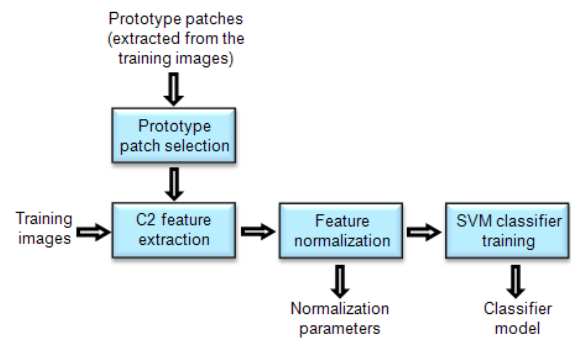 Prototype patches
(extracted from the
training images)
Prototype
patch selection
Training
images
C2 feature
extraction
Feature
normalization
SVM classifier
training
Normalization
parameters
Classifier
model